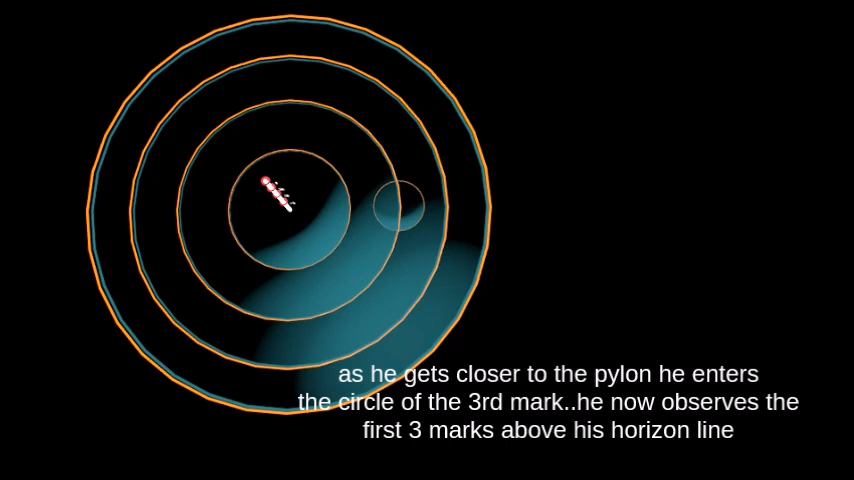 as he gets closer to the pylon he enters
the circle of the 3rd mark..he now observes the
first 3 marks above his horizon line